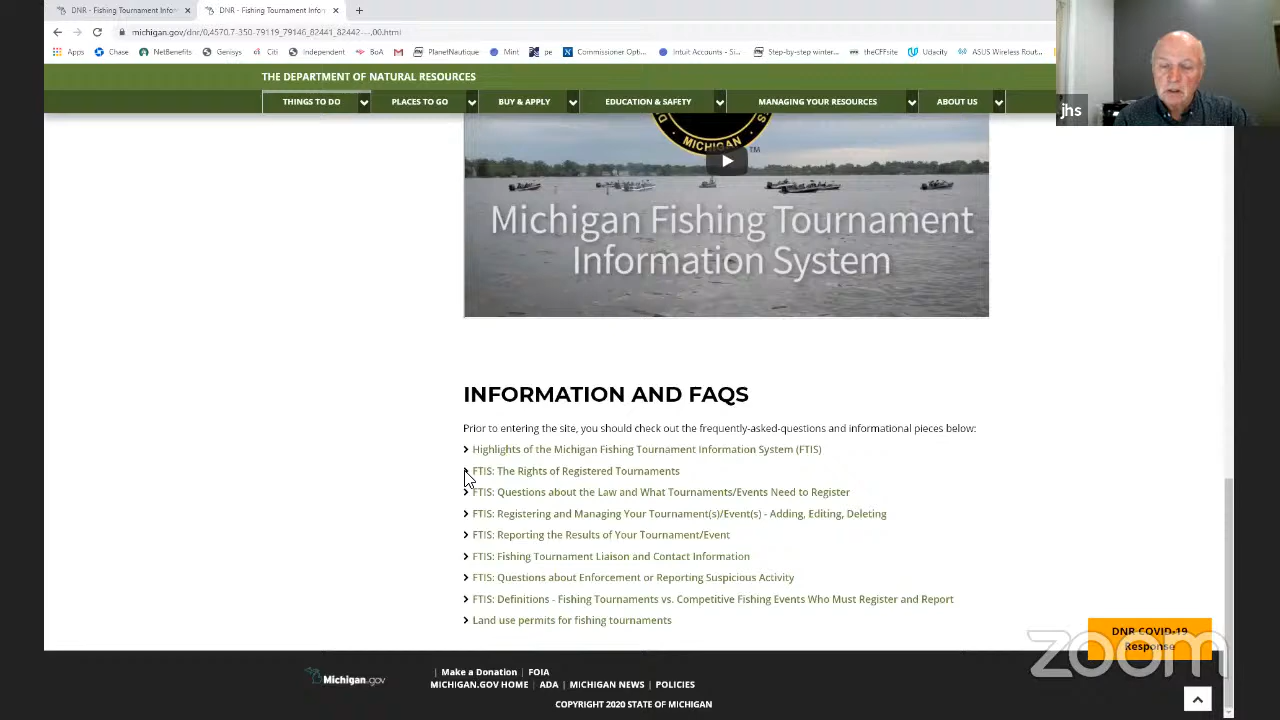 DNR - Fishing Tournament Inform
DNR - Fishing Tournament Inform
michigan.gov/dnr/0,4570,7-350-79119_79146_82441_82442---,00.html
Apps
Chase
NetBenefits
Genisys
Citi
Independent
BoA
M
PlanetNautique
Mint
pe
Commissioner Opti...
Intuit Accounts - Si...
Step-by-step winter...
theCFFsite
Udacity
ASUS Wireless Rout...
THE DEPARTMENT OF NATURAL RESOURCES
THINGS TO DO
PLACES TO GO
BUY & APPLY
EDUCATION & SAFETY
MANAGING YOUR RESOURCES
ABOUT US
jhs
MICHIGAN
TM
Michigan Fishing Tournament
Information System
INFORMATION AND FAQS
Prior to entering the site, you should check out the frequently-asked-questions and informational pieces below:
Highlights of the Michigan Fishing Tournament Information System (FTIS)
FTIS: The Rights of Registered Tournaments
FTIS: Questions about the Law and What Tournaments/Events Need to Register
FTIS: Registering and Managing Your Tournament(s)/Event(s) - Adding, Editing, Deleting
FTIS: Reporting the Results of Your Tournament/Event
FTIS: Fishing Tournament Liaison and Contact Information
FTIS: Questions about Enforcement or Reporting Suspicious Activity
FTIS: Definitions - Fishing Tournaments vs. Competitive Fishing Events Who Must Register and Report
Land use permits for fishing tournaments
DNR COVID-19
Response
zoom
Michigan.gov
| Make a Donation | FOIA
MICHIGAN.GOV HOME | ADA | MICHIGAN NEWS | POLICIES
COPYRIGHT 2020 STATE OF MICHIGAN